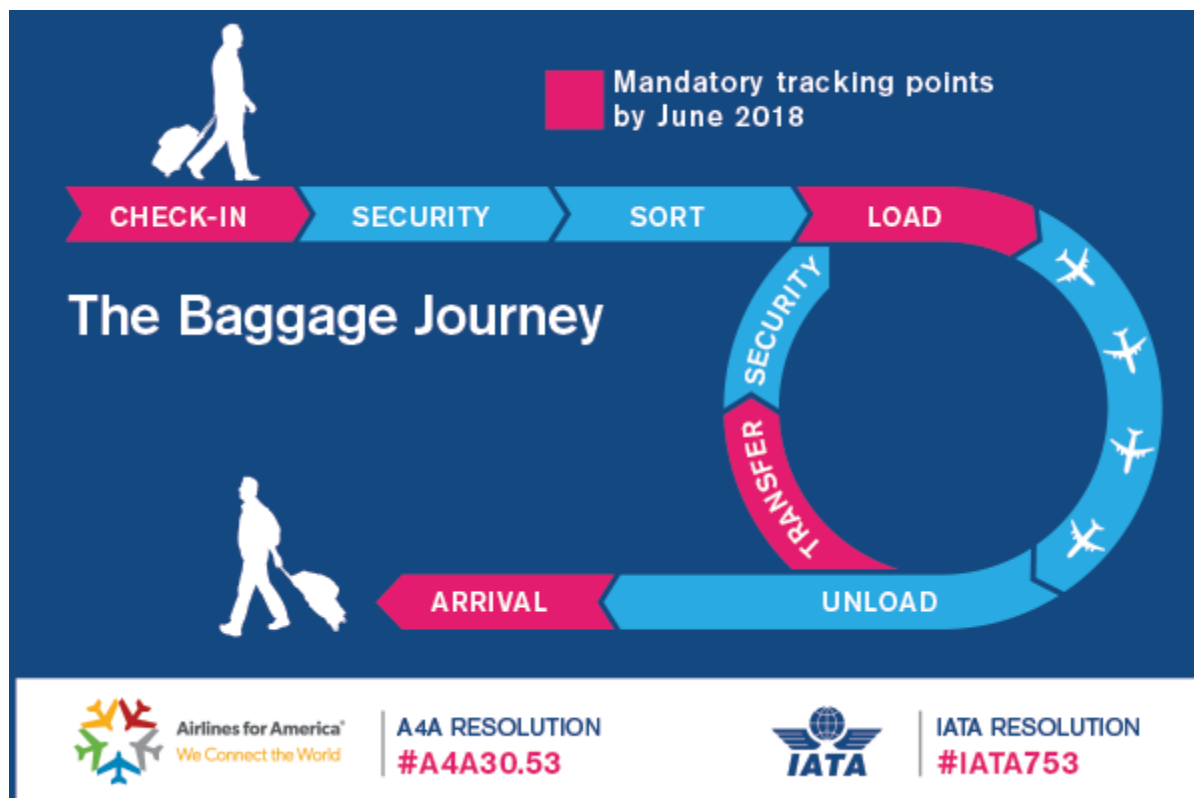 Mandatory tracking points
by June 2018
CHECK-IN
SECURITY
SORT
LOAD
The Baggage Journey
SECURITY
TRANSFER
ARRIVAL
UNLOAD
Airlines for America®
We Connect the World
A4A RESOLUTION
#A4A30.53
IATA
IATA RESOLUTION
#IATA753